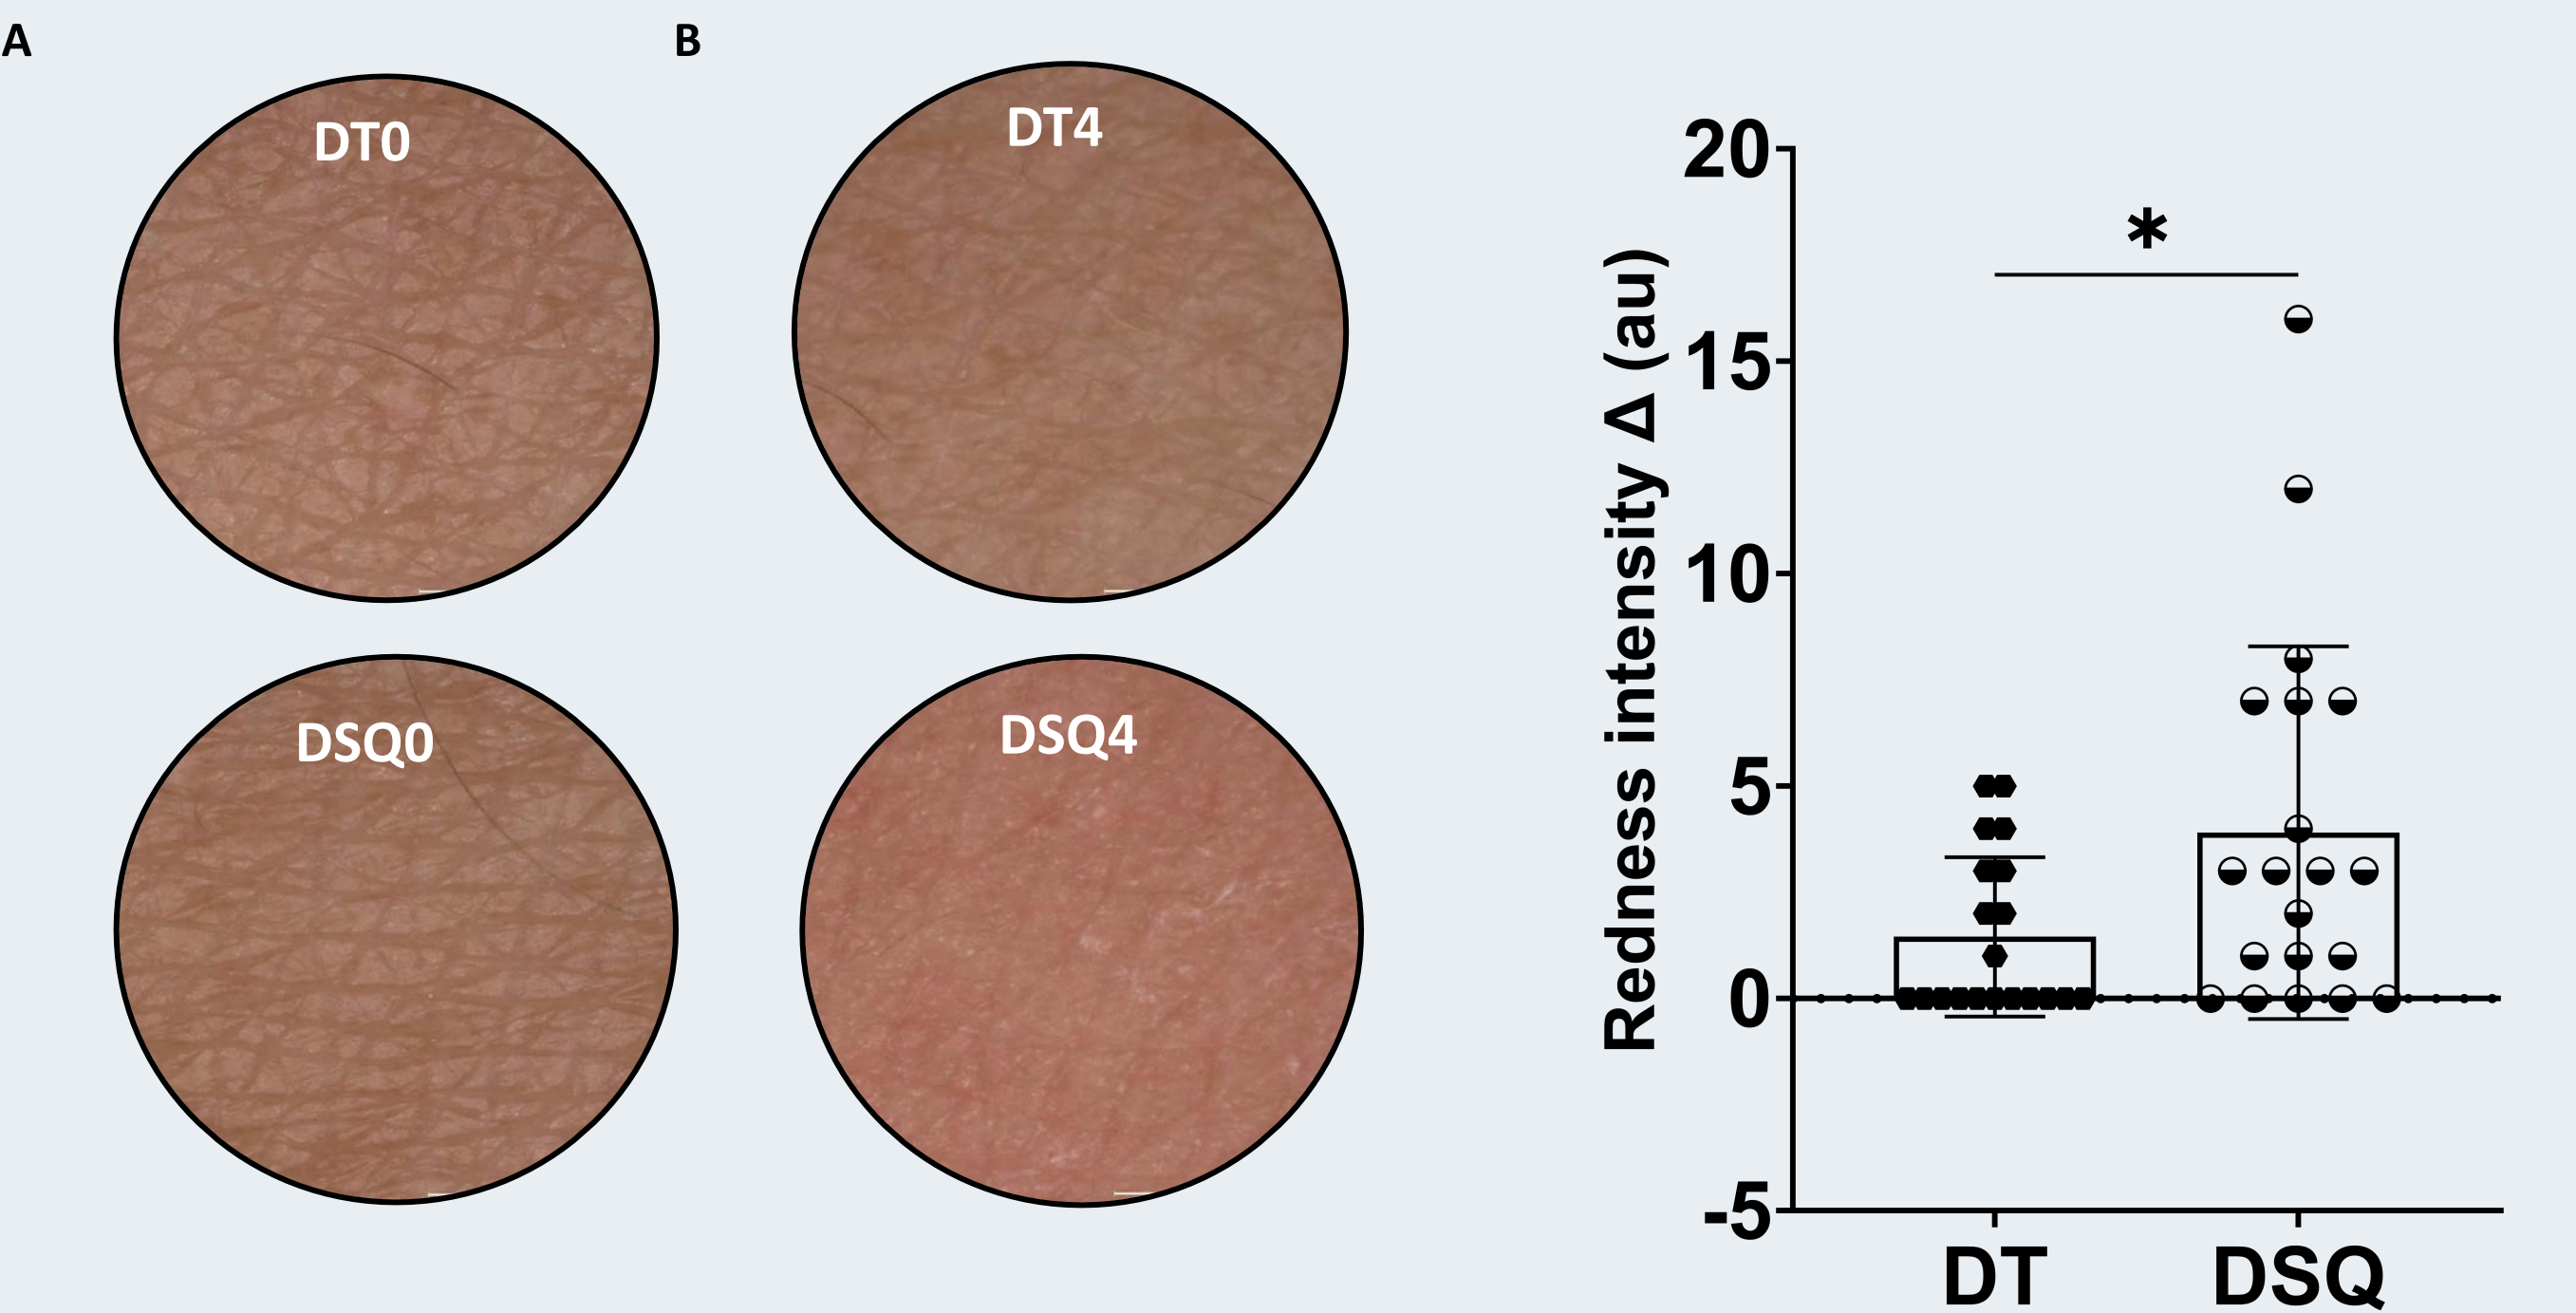 A
B
DT0
DT4
DSQ0
DSQ4
Redness intensity Δ (au)
20
15
10
5
0
-5
*
DT
DSQ